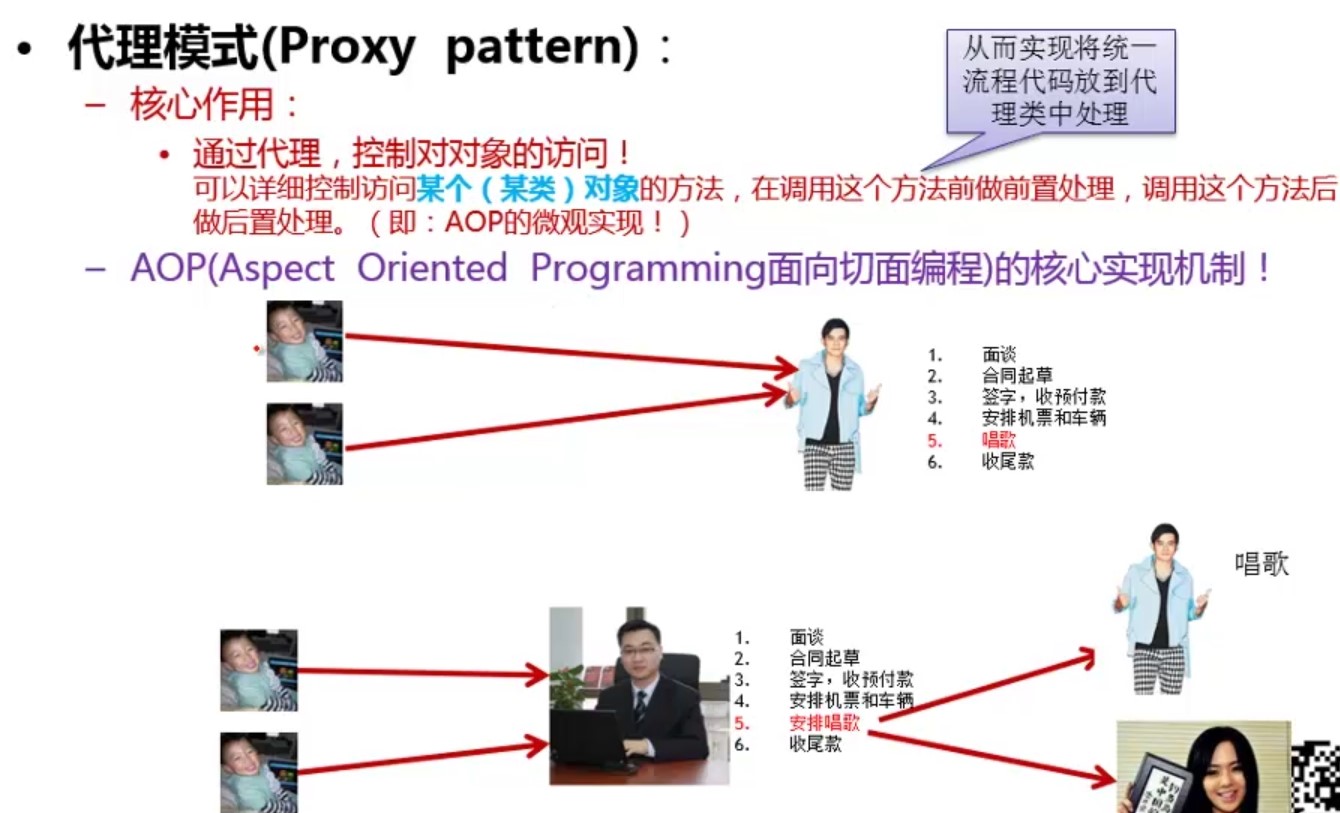 • 代理模式(Proxy pattern)：
– 核心作用：
• 通过代理，控制对对象的访问！
可以详细控制访问某个（某类）对象的方法，在调用这个方法前做前置处理，调用这个方法后
做后置处理。（即：AOP的微观实现！）
从而实现将统一
流程代码放到代
理类中处理
– AOP(Aspect Oriented Programming面向切面编程)的核心实现机制！
1. 面谈
2. 合同起草
3. 签字，收预付款
4. 安排机票和车辆
5. 唱歌
6. 收尾款
唱歌
1. 面谈
2. 合同起草
3. 签字，收预付款
4. 安排机票和车辆
5. 安排唱歌
6. 收尾款